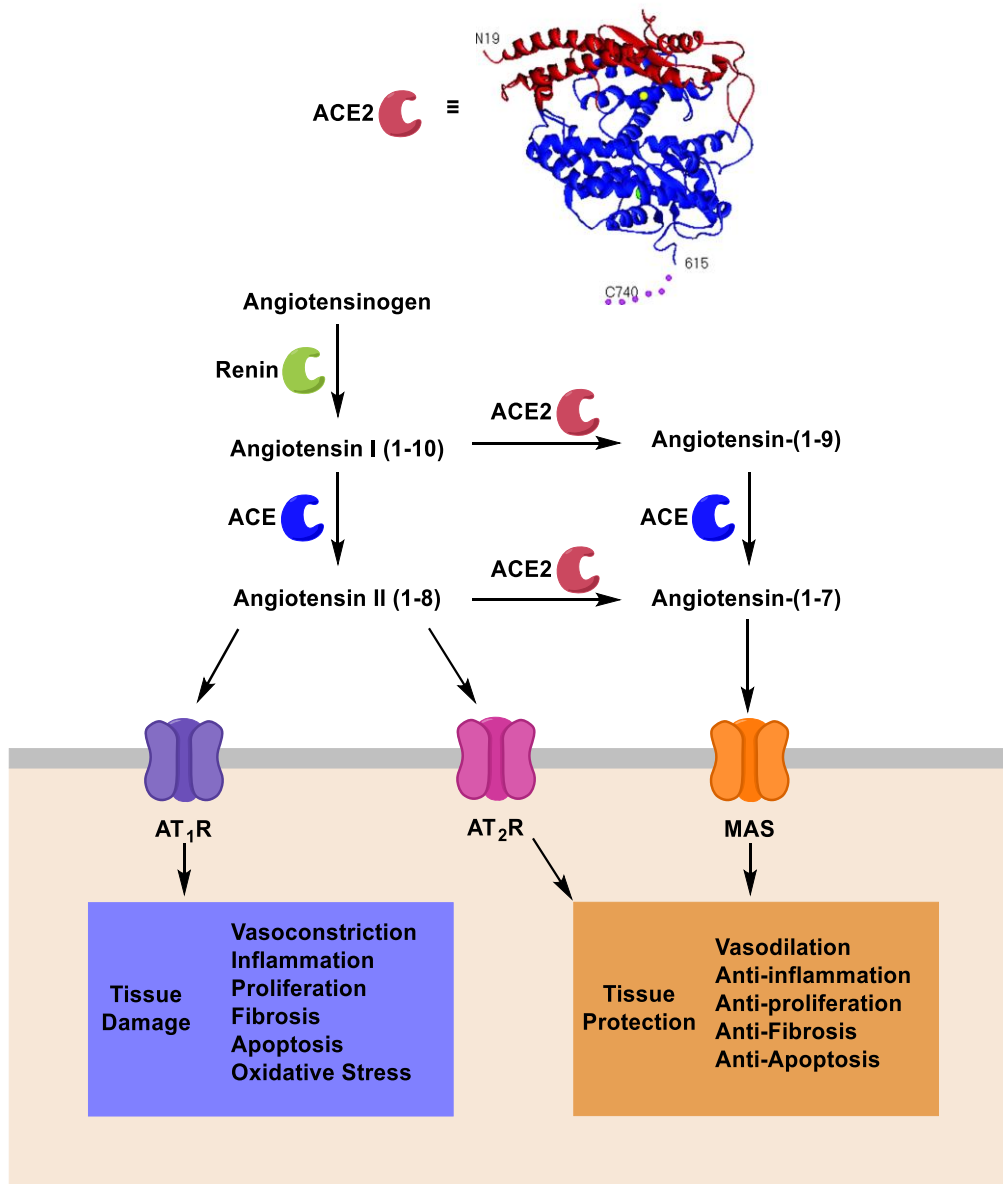 N19
ACE2
≡
615
C740
Angiotensinogen
Renin
ACE2
Angiotensin I (1-10)
Angiotensin-(1-9)
ACE
ACE
ACE2
Angiotensin II (1-8)
Angiotensin-(1-7)
AT₁R
AT₂R
MAS
Tissue
Damage
Vasoconstriction
Inflammation
Proliferation
Fibrosis
Apoptosis
Oxidative Stress
Tissue
Protection
Vasodilation
Anti-inflammation
Anti-proliferation
Anti-Fibrosis
Anti-Apoptosis